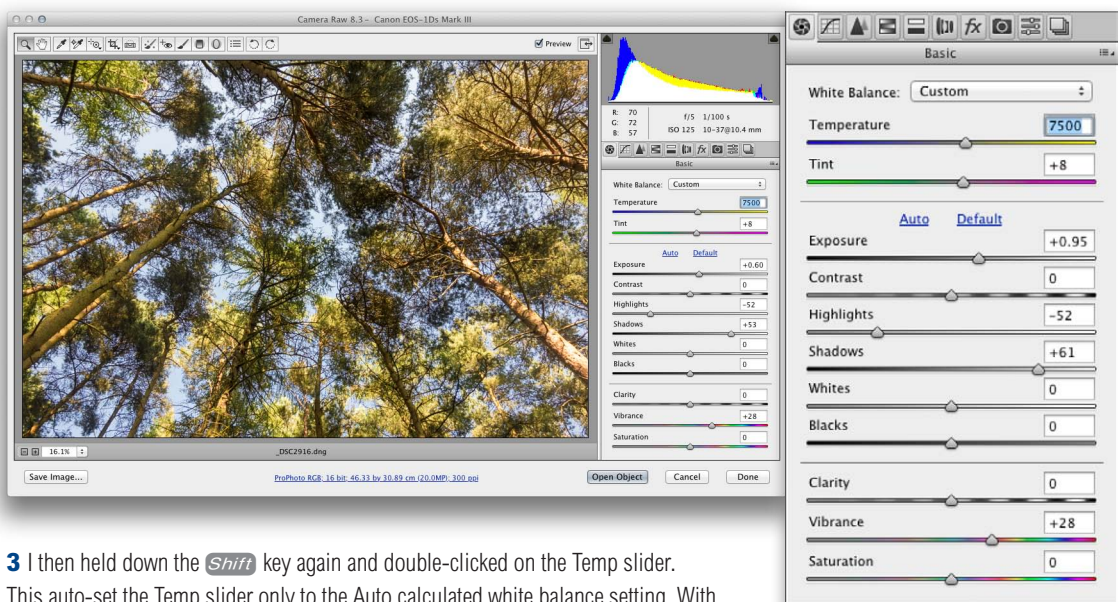 Camera Raw 8.3 - Canon EOS-1Ds Mark III
Preview
R: 70
G: 72
B: 57
f/5 1/100 s
ISO 125 10-37@10.4 mm
Basic
White Balance: Custom
Temperature 7500
Tint +8
Auto Default
Exposure +0.60
Contrast 0
Highlights -52
Shadows +53
Whites 0
Blacks 0
Clarity 0
Vibrance +28
Saturation 0
16.1%
_DSC2916.dng
Save Image...
ProPhoto RGB; 16 bit; 46.33 by 30.89 cm (20.0MP); 300 ppi
Open Object Cancel Done
fx
Basic
White Balance: Custom
Temperature 7500
Tint +8
Auto Default
Exposure +0.95
Contrast 0
Highlights -52
Shadows +61
Whites 0
Blacks 0
Clarity 0
Vibrance +28
Saturation 0
3 I then held down the Shift key again and double-clicked on the Temp slider.
This auto-set the Temp slider only to the Auto calculated white balance setting. With